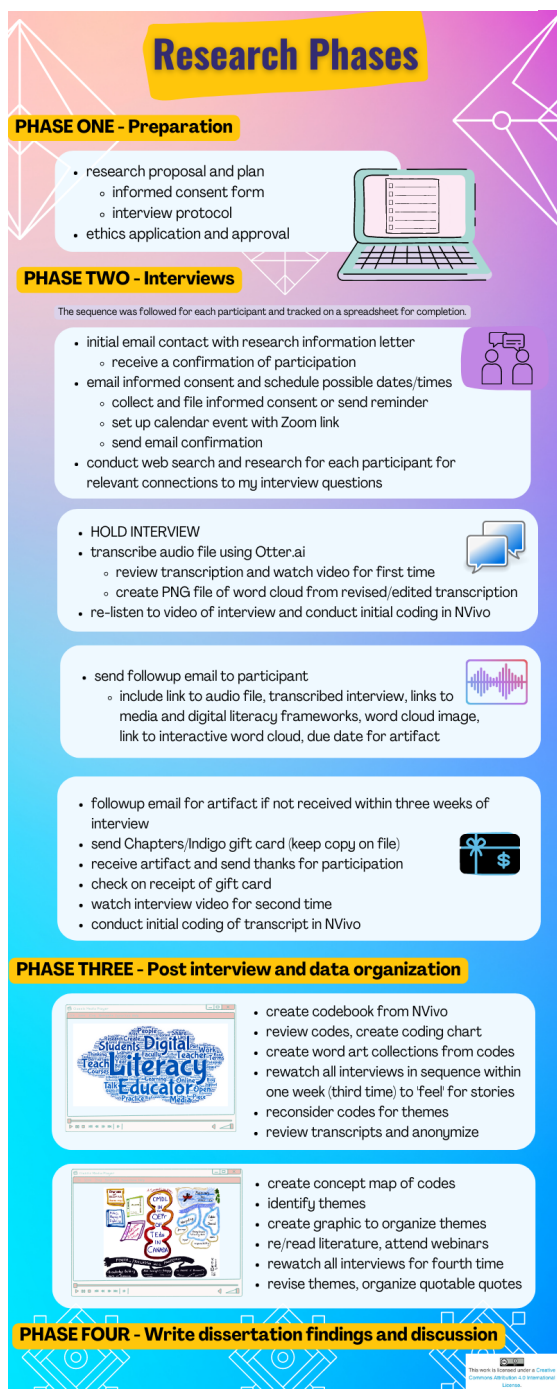 Research Phases
PHASE ONE - Preparation
research proposal and plan
informed consent form
interview protocol
ethics application and approval
PHASE TWO - Interviews
The sequence was followed for each participant and tracked on a spreadsheet for completion.
initial email contact with research information letter
receive a confirmation of participation
email informed consent and schedule possible dates/times
collect and file informed consent or send reminder
set up calendar event with Zoom link
send email confirmation
conduct web search and research for each participant for
relevant connections to my interview questions
HOLD INTERVIEW
transcribe audio file using Otter.ai
review transcription and watch video for first time
create PNG file of word cloud from revised/edited transcription
re-listen to video of interview and conduct initial coding in NVivo
send followup email to participant
include link to audio file, transcribed interview, links to
media and digital literacy frameworks, word cloud image,
link to interactive word cloud, due date for artifact
followup email for artifact if not received within three weeks of
interview
send Chapters/Indigo gift card (keep copy on file)
receive artifact and send thanks for participation
$
check on receipt of gift card
watch interview video for second time
conduct initial coding of transcript in NVivo
PHASE THREE - Post interview and data organization
People
Students Digital
Work
Teach Literacy Teacher
Talk Educator
Online
Open
Practice Media
create codebook from NVivo
review codes, create coding chart
create word art collections from codes
rewatch all interviews in sequence within
one week (third time) to 'feel' for stories
reconsider codes for themes
review transcripts and anonymize
CMDL
IN
OEPr
OF
TEds
IN
CANADA
create concept map of codes
identify themes
create graphic to organize themes
re/read literature, attend webinars
rewatch all interviews for fourth time
revise themes, organize quotable quotes
PHASE FOUR - Write dissertation findings and discussion
This work is licensed under a Creative
Commons Attribution 4.0 International
License.